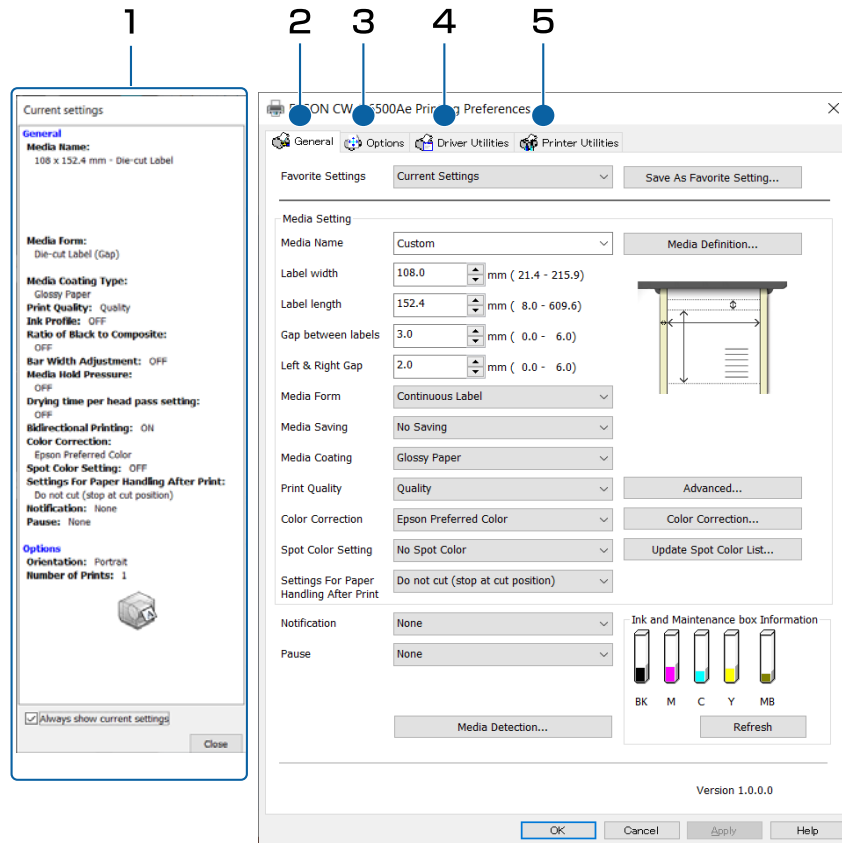 1
2
3
4
5
Current settings
General
Media Name:
108 x 152.4 mm - Die-cut Label
Media Form:
Die-cut Label (Gap)
Media Coating Type:
Glossy Paper
Print Quality: Quality
Ink Profile: OFF
Ratio of Black to Composite:
OFF
Bar Width Adjustment: OFF
Media Hold Pressure:
OFF
Drying time per head pass setting:
OFF
Bidirectional Printing: ON
Color Correction:
Epson Preferred Color
Spot Color Setting: OFF
Settings For Paper Handling After Print:
Do not cut (stop at cut position)
Notification: None
Pause: None
Options
Orientation: Portrait
Number of Prints: 1
Always show current settings
Close
6500Ae Printing Preferences
General
Options
Driver Utilities
Printer Utilities
Favorite Settings
Current Settings
Save As Favorite Setting...
Media Setting
Media Name
Custom
Media Definition...
Label width
108.0
mm ( 21.4 - 215.9)
Label length
152.4
mm ( 8.0 - 609.6)
Gap between labels
3.0
mm ( 0.0 - 6.0)
Left & Right Gap
2.0
mm ( 0.0 - 6.0)
Media Form
Continuous Label
Media Saving
No Saving
Media Coating
Glossy Paper
Print Quality
Quality
Advanced...
Color Correction
Epson Preferred Color
Color Correction...
Spot Color Setting
No Spot Color
Update Spot Color List...
Settings For Paper
Handling After Print
Do not cut (stop at cut position)
Notification
None
Pause
None
Ink and Maintenance box Information
BK M C Y MB
Media Detection...
Refresh
Version 1.0.0.0
OK
Cancel
Apply
Help